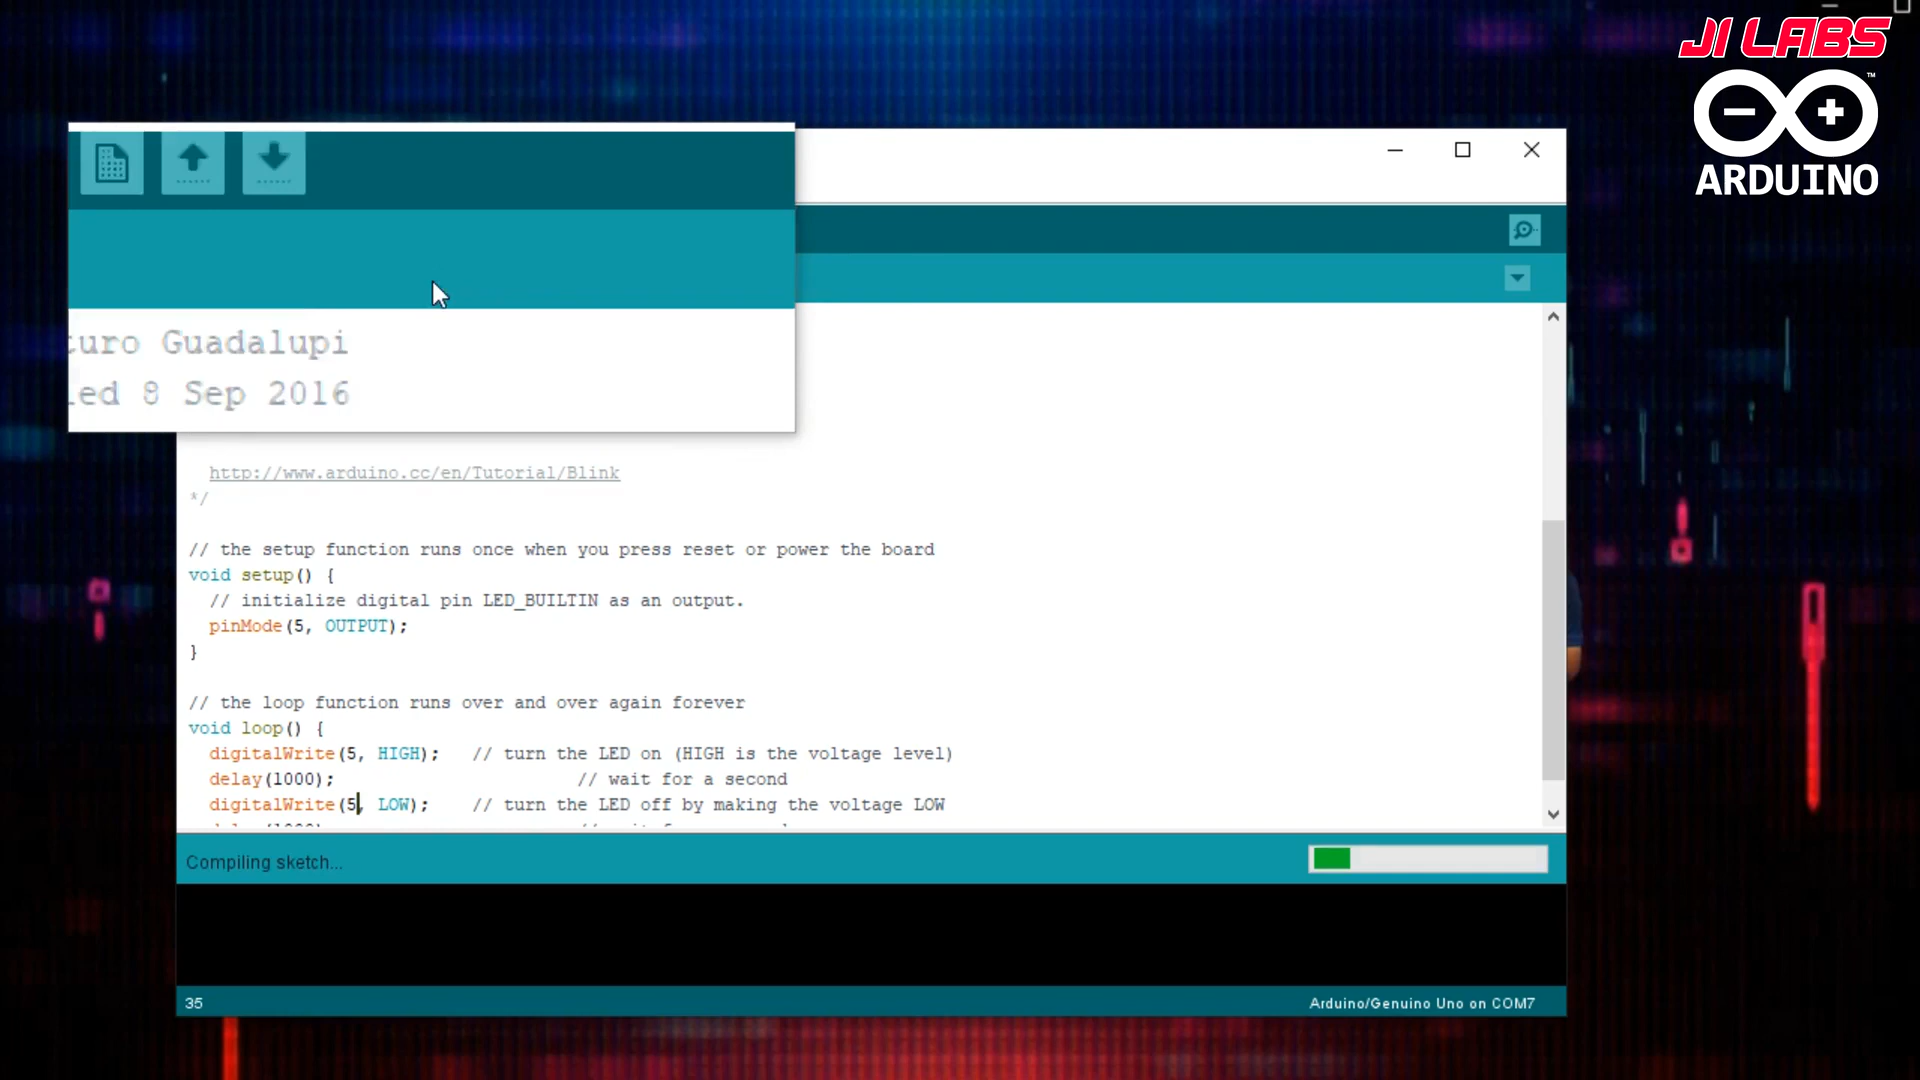 JI LABS
ARDUINO
Guadalupi
8 Sep 2016
http://www.arduino.cc/en/Tutorial/Blink
*/
// the setup function runs once when you press reset or power the board
void setup() {
// initialize digital pin LED_BUILTIN as an output.
pinMode(5, OUTPUT);
}
// the loop function runs over and over again forever
void loop() {
digitalWrite(5, HIGH);   // turn the LED on (HIGH is the voltage level)
delay(1000);                       // wait for a second
digitalWrite(5, LOW);    // turn the LED off by making the voltage LOW
Compiling sketch...
35
Arduino/Genuino Uno on COM7